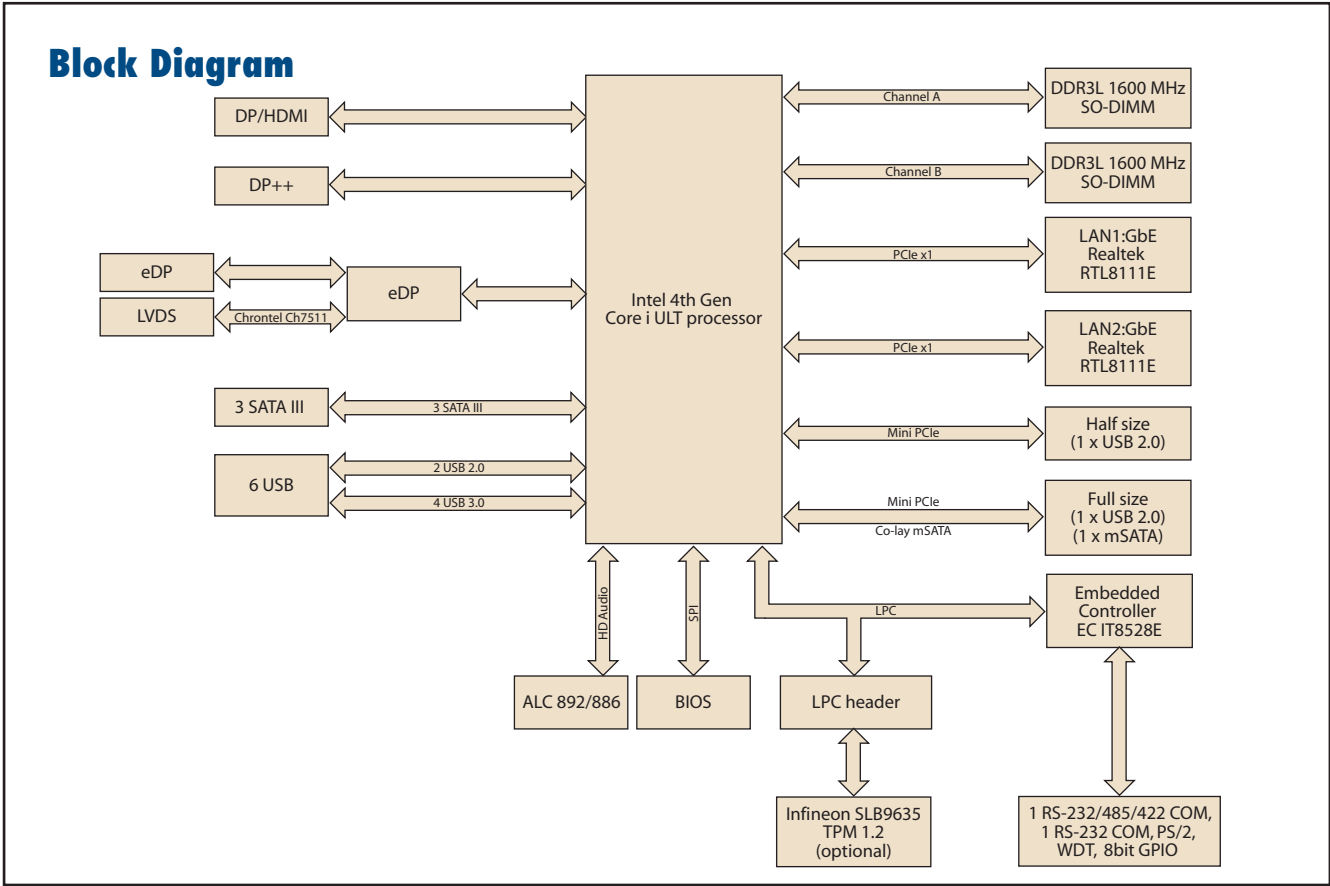 Block Diagram
DP/HDMI
DP++
eDP
LVDS
Chrontel Ch7511
eDP
3 SATA III
3 SATA III
6 USB
2 USB 2.0
4 USB 3.0
Intel 4th Gen
Core i ULT processor
Channel A
DDR3L 1600 MHz
SO-DIMM
Channel B
DDR3L 1600 MHz
SO-DIMM
PCIe x1
LAN1:GbE
Realtek
RTL8111E
PCIe x1
LAN2:GbE
Realtek
RTL8111E
Mini PCIe
Half size
(1 x USB 2.0)
Mini PCIe
Co-lay mSATA
Full size
(1 x USB 2.0)
(1 x mSATA)
HD Audio
SPI
LPC
Embedded
Controller
EC IT8528E
ALC 892/886
BIOS
LPC header
Infineon SLB9635
TPM 1.2
(optional)
1 RS-232/485/422 COM,
1 RS-232 COM, PS/2,
WDT, 8bit GPIO